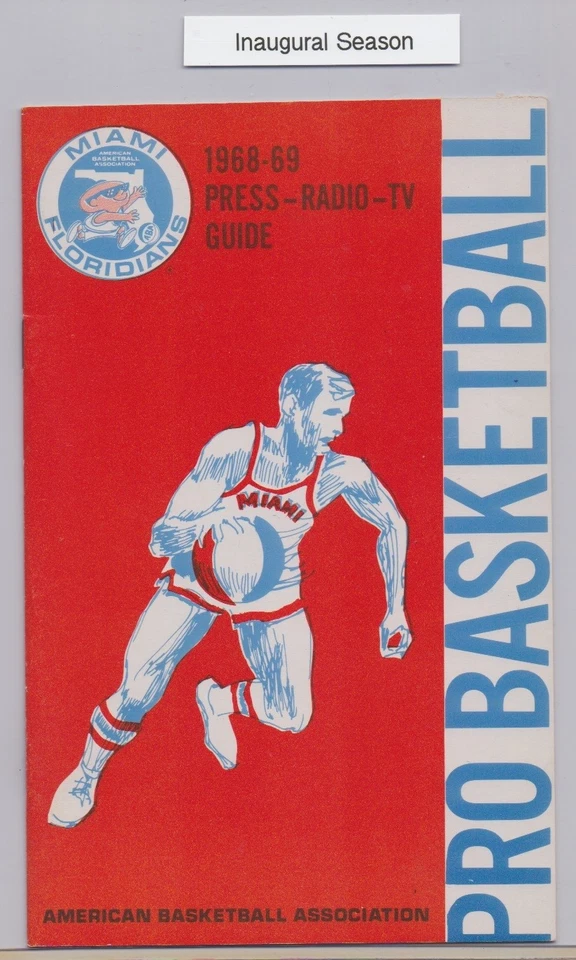 Inaugural Season
MIAMI
AMERICAN
BASKETBALL
ASSOCIATION
FLORIDIANS
1968-69
PRESS-RADIO-TV
GUIDE
MIAMI
PRO BASKETBALL
AMERICAN BASKETBALL ASSOCIATION